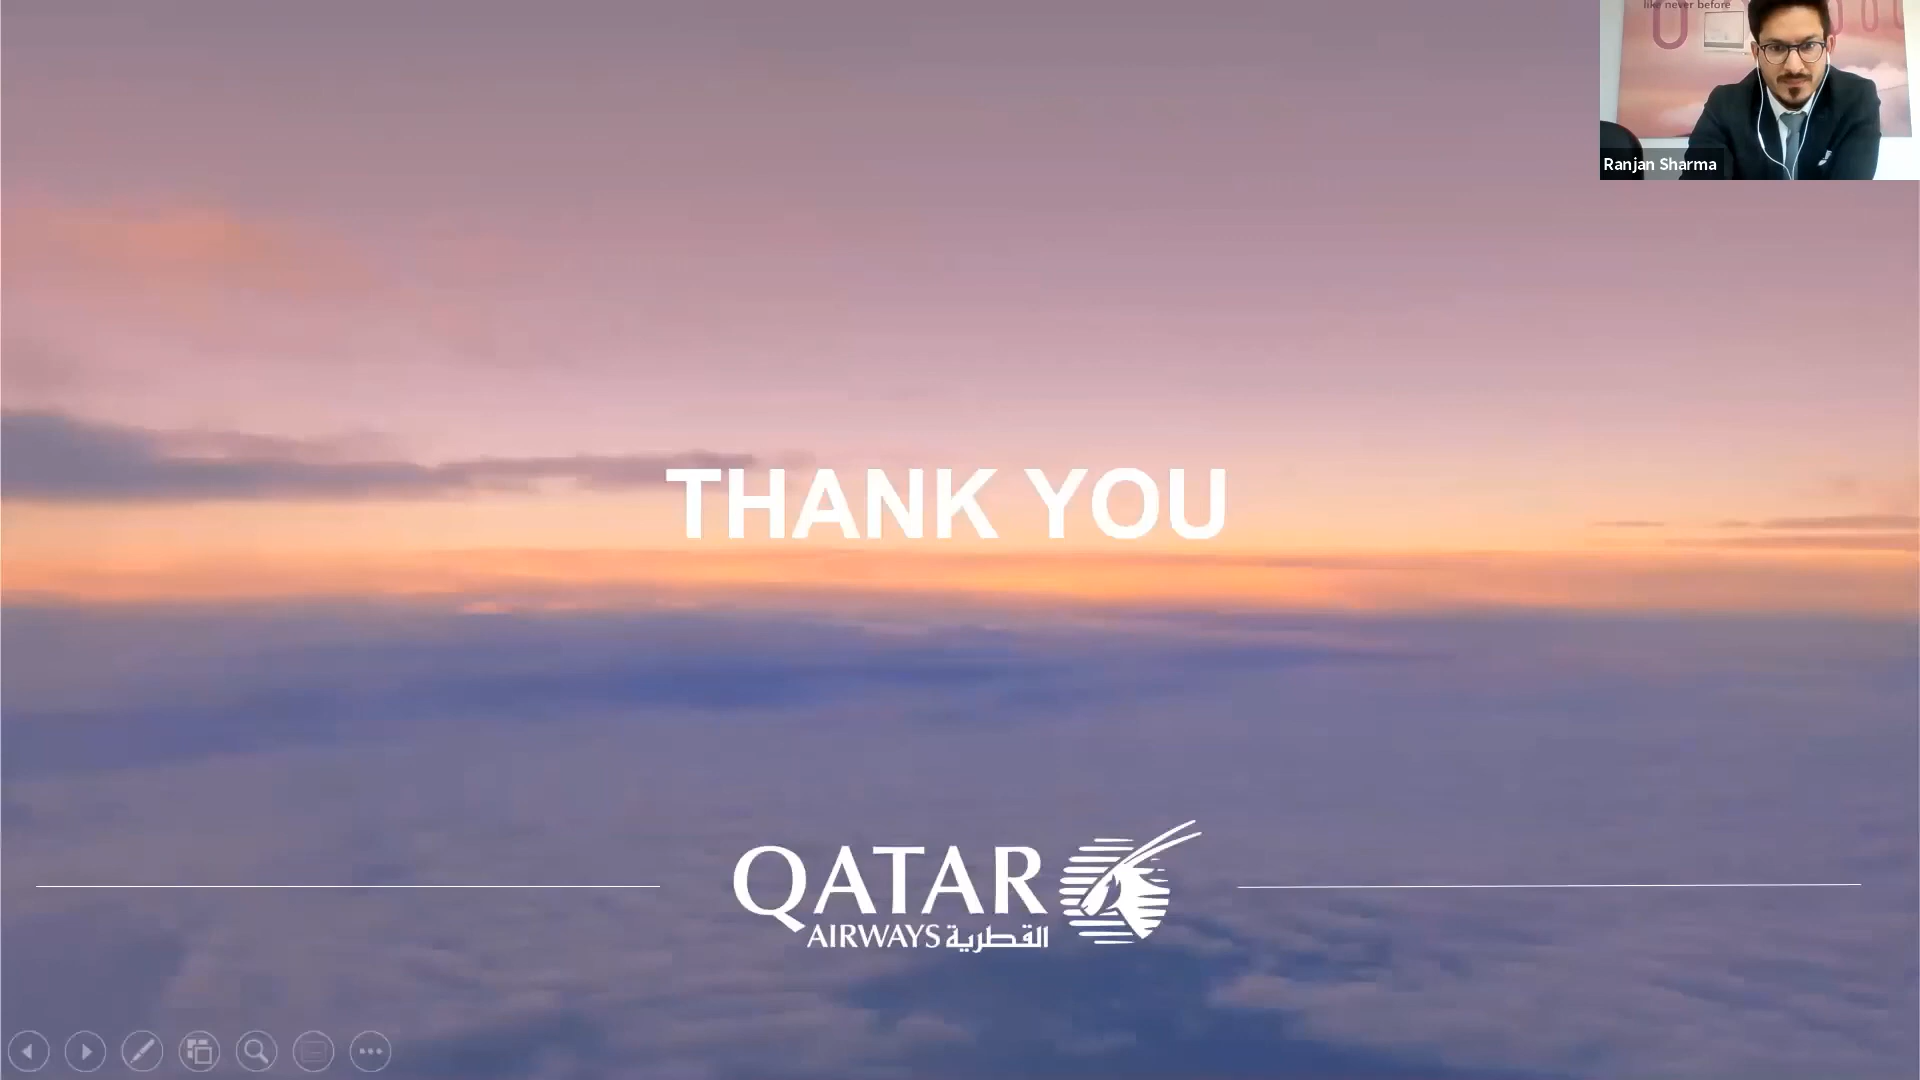 like never before
Ranjan Sharma
THANK YOU
QATAR
AIRWAYS القطرية